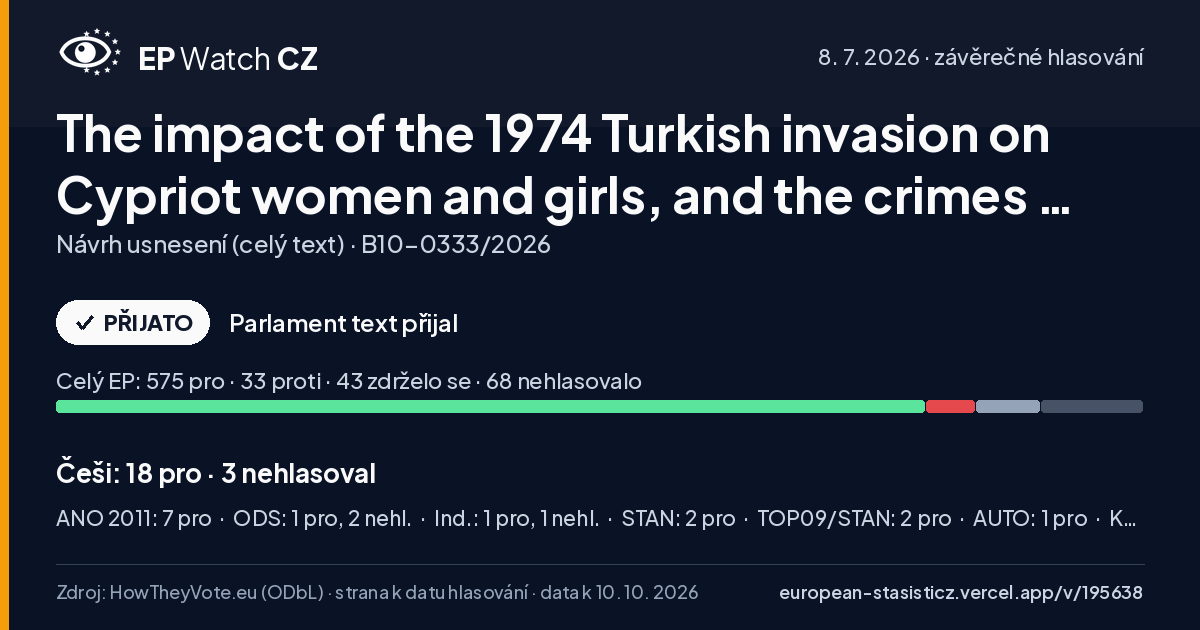 EP Watch CZ
8. 7. 2026 · závěrečné hlasování
The impact of the 1974 Turkish invasion on
Cypriot women and girls, and the crimes …
Návrh usnesení (celý text) · B10–0333/2026
✓ PŘIJATO
Parlament text přijal
Celý EP: 575 pro · 33 proti · 43 zdrželo se · 68 nehlasovalo
Češi: 18 pro · 3 nehlasoval
ANO 2011: 7 pro · ODS: 1 pro, 2 nehl. · Ind.: 1 pro, 1 nehl. · STAN: 2 pro · TOP09/STAN: 2 pro · AUTO: 1 pro · K…
Zdroj: HowTheyVote.eu (ODbL) · strana k datu hlasování · data k 10. 10. 2026
european-stasisticz.vercel.app/v/195638